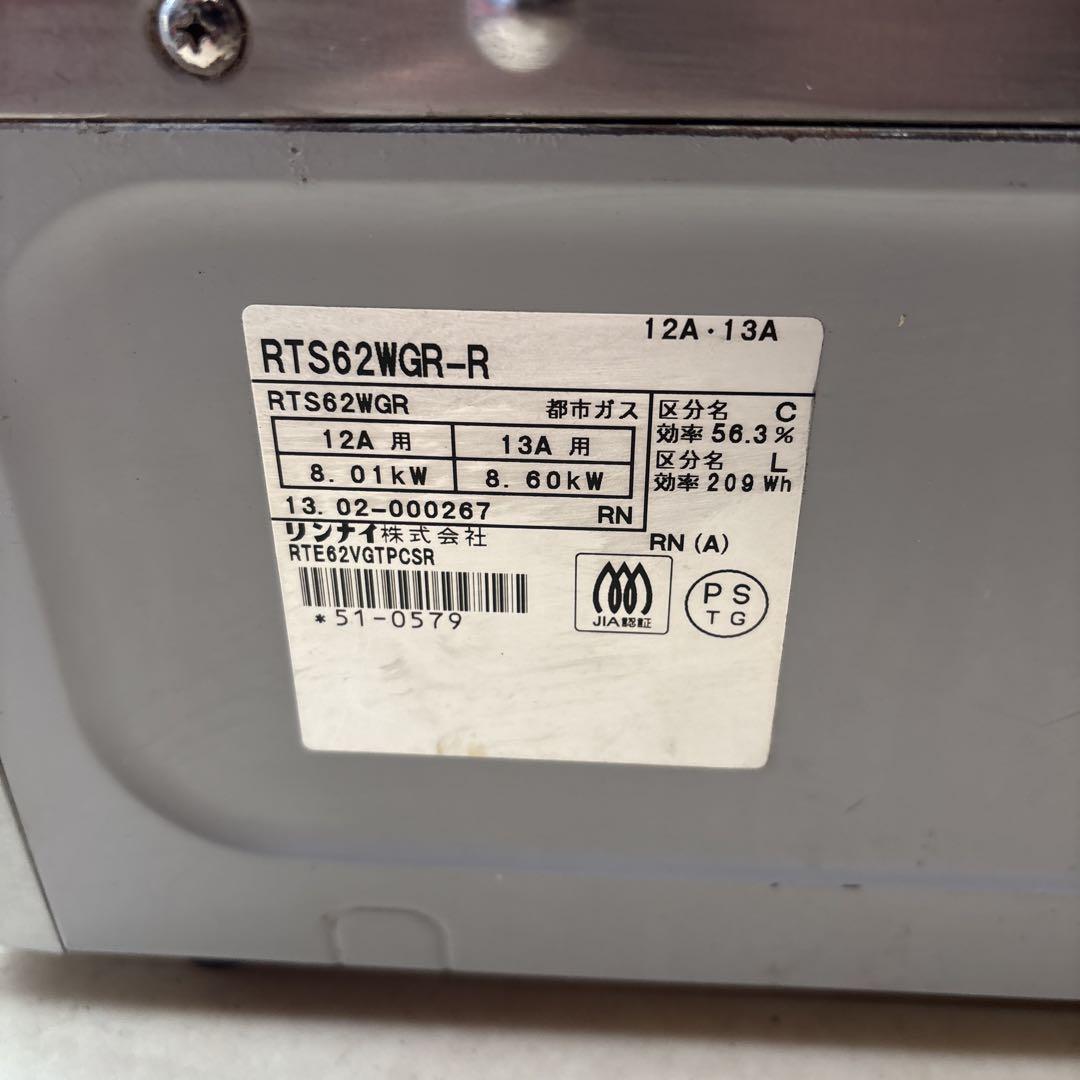 12A・13A
RTS62WGR-R
RTS62WGR 都市ガス
12A 用 13A 用
8.01kW 8.60kW
13.02-000267 RN
区分名 C
効率 56.3%
区分名 L
効率 209 Wh
リンナイ株式会社
RN (A)
RTE62VGTPCSR
*51-0579
JIA認証
PS
TG